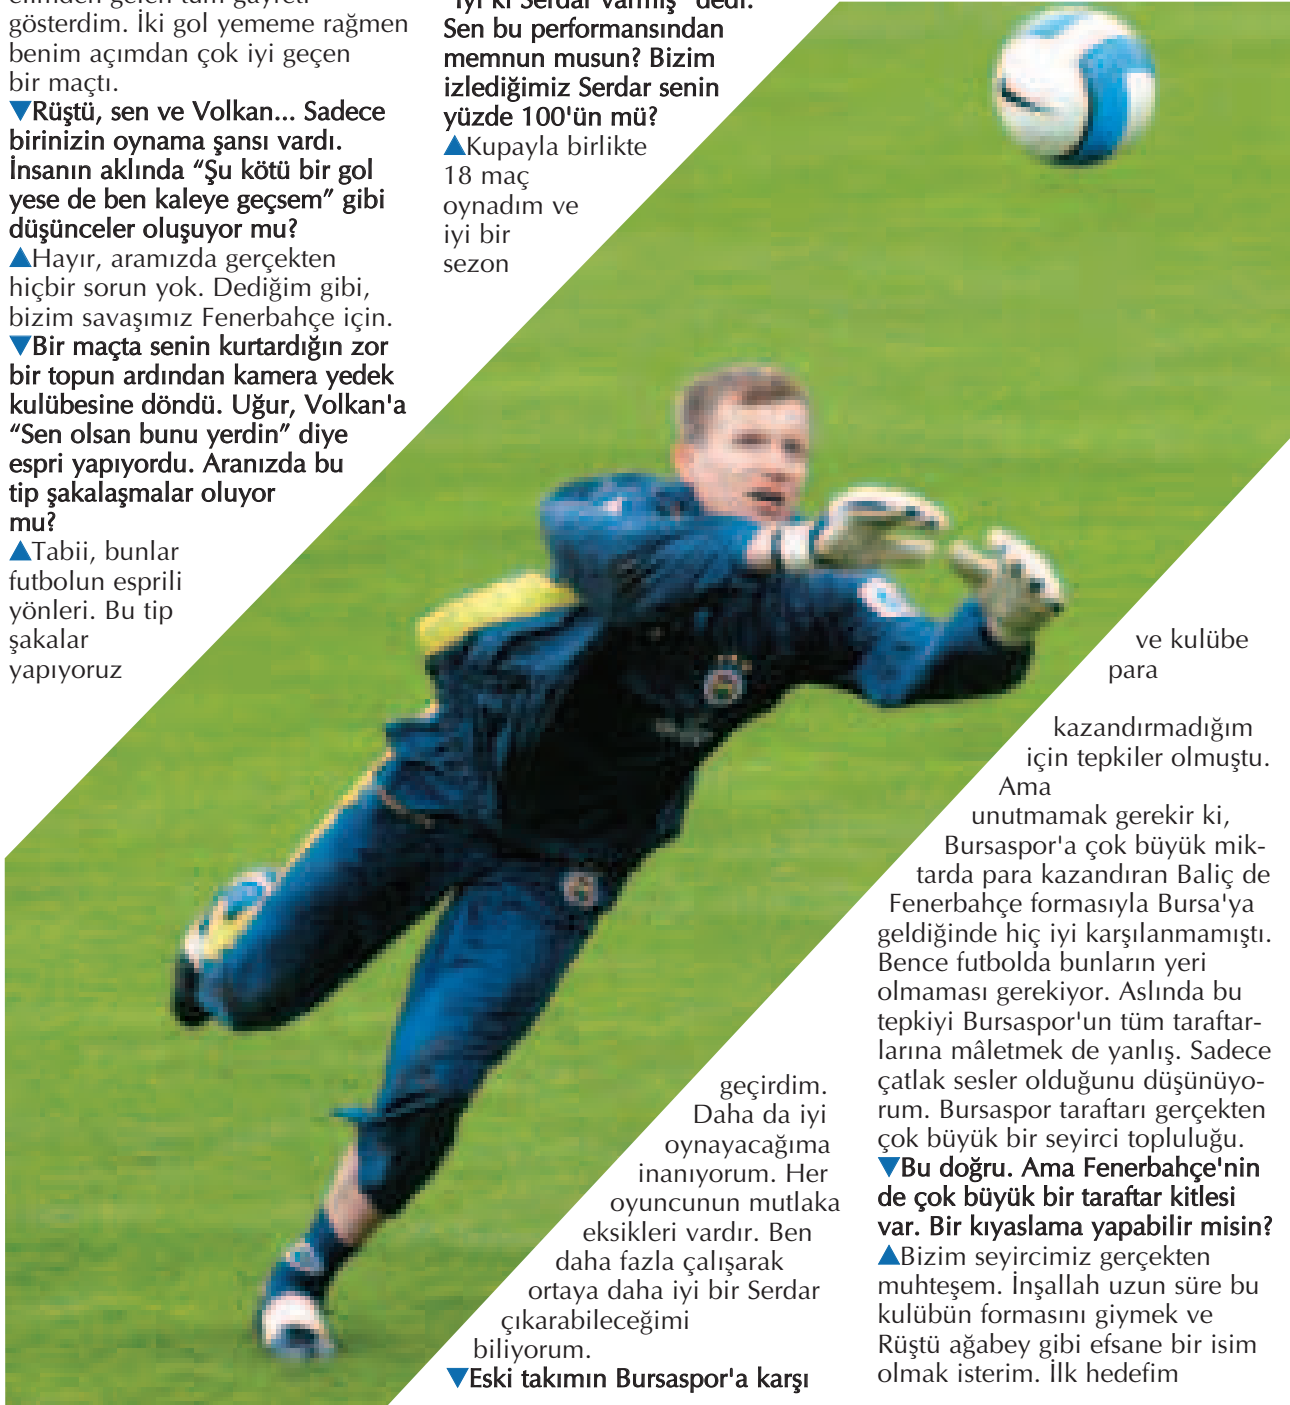 elimden gelen tüm gayreti
gösterdim. İki gol yememe rağmen
benim açımdan çok iyi geçen
bir maçtı.
▼Rüştü, sen ve Volkan... Sadece
birinizin oynama şansı vardı.
İnsanın aklında “Şu kötü bir gol
yese de ben kaleye geçsem” gibi
düşünceler oluşuyor mu?
▲Hayır, aramızda gerçekten
hiçbir sorun yok. Dediğim gibi,
bizim savaşımız Fenerbahçe için.
▼Bir maçta senin kurtardığın zor
bir topun ardından kamera yedek
kulübesine döndü. Uğur, Volkan'a
“Sen olsan bunu yerdin” diye
espri yapıyordu. Aranızda bu
tip şakalaşmalar oluyor
mu?
▲Tabii, bunlar
futbolun esprili
yönleri. Bu tip
şakalar
yapıyoruz
“İyi ki Serdar varmış” dedi.
Sen bu performansından
memnun musun? Bizim
izlediğimiz Serdar senin
yüzde 100'ün mü?
▲Kupayla birlikte
18 maç
oynadım ve
iyi bir
sezon
geçirdim.
Daha da iyi
oynayacağıma
inanıyorum. Her
oyuncunun mutlaka
eksikleri vardır. Ben
daha fazla çalışarak
ortaya daha iyi bir Serdar
çıkarabileceğimi
biliyorum.
▼Eski takımın Bursaspor'a karşı
ve kulübe
para
kazandırmadığım
için tepkiler olmuştu.
Ama
unutmamak gerekir ki,
Bursaspor'a çok büyük mik-
tarda para kazandıran Baliç de
Fenerbahçe formasıyla Bursa'ya
geldiğinde hiç iyi karşılanmamıştı.
Bence futbolda bunların yeri
olmaması gerekiyor. Aslında bu
tepkiyi Bursaspor'un tüm taraftar-
larına mâletmek de yanlış. Sadece
çatlak sesler olduğunu düşünüyo-
rum. Bursaspor taraftarı gerçekten
çok büyük bir seyirci topluluğu.
▼Bu doğru. Ama Fenerbahçe'nin
de çok büyük bir taraftar kitlesi
var. Bir kıyaslama yapabilir misin?
▲Bizim seyircimiz gerçekten
muhteşem. İnşallah uzun süre bu
kulübün formasını giymek ve
Rüştü ağabey gibi efsane bir isim
olmak isterim. İlk hedefim